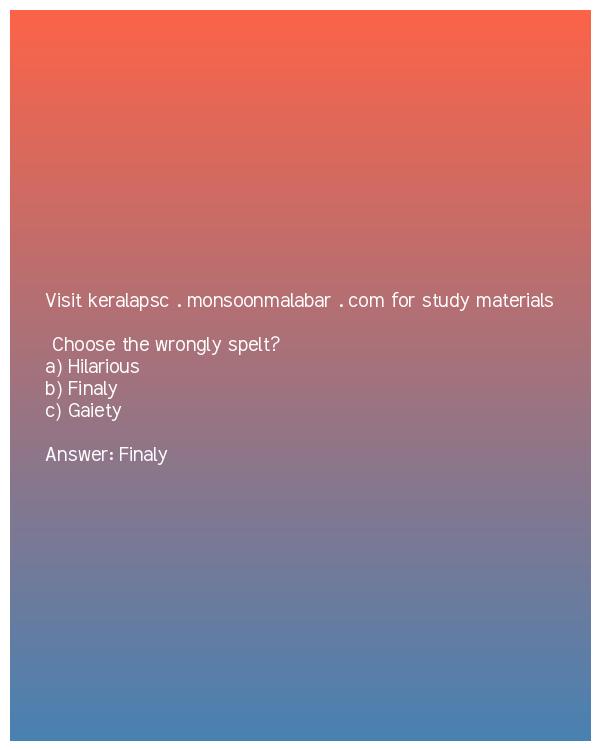 Visit keralapsc . monsoonmalabar . com for study materials
Choose the wrongly spelt?
a) Hilarious
b) Finaly
c) Gaiety
Answer: Finaly